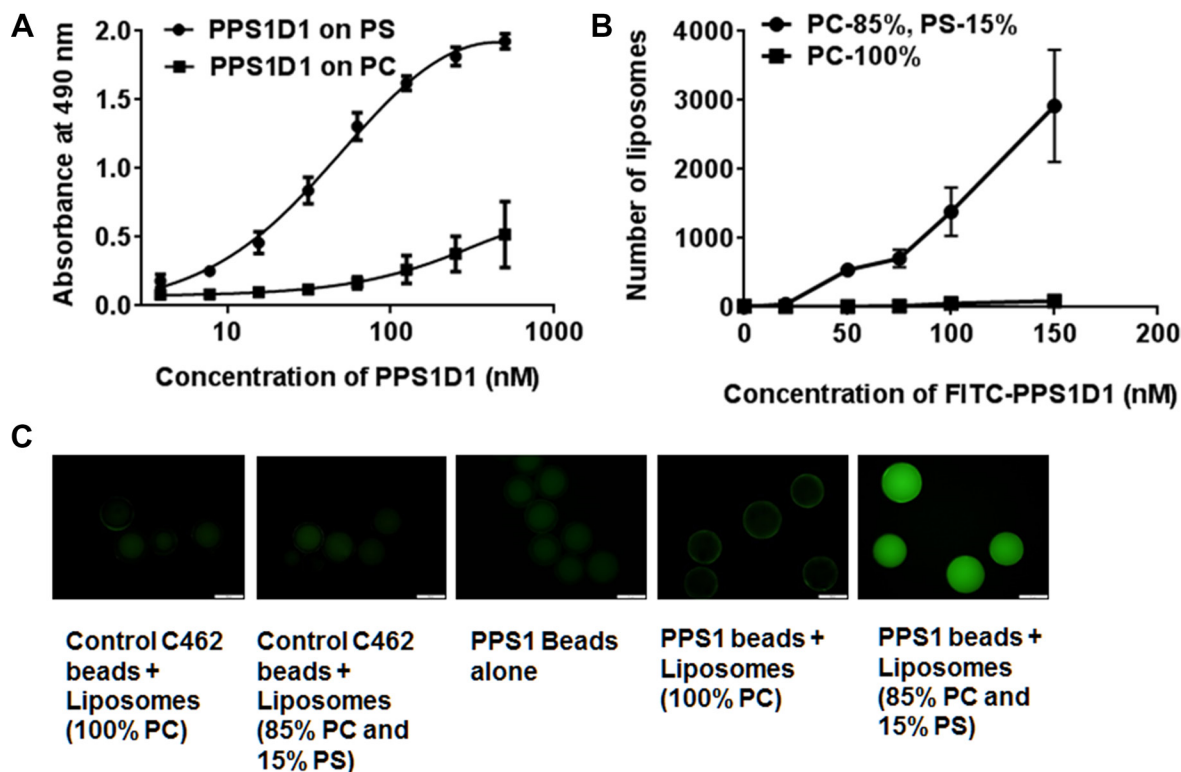 A
2.0
1.5
1.0
0.5
0.0
Absorbance at 490 nm
PPS1D1 on PS
PPS1D1 on PC
10
100
1000
Concentration of PPS1D1 (nM)
B
4000
3000
2000
1000
0
Number of liposomes
PC-85%, PS-15%
PC-100%
0
50
100
150
200
Concentration of FITC-PPS1D1 (nM)
C
Control C462
beads +
Liposomes
(100% PC)
Control C462
beads +
Liposomes
(85% PC and
15% PS)
PPS1 Beads
alone
PPS1 beads +
Liposomes
(100% PC)
PPS1 beads +
Liposomes
(85% PC and
15% PS)